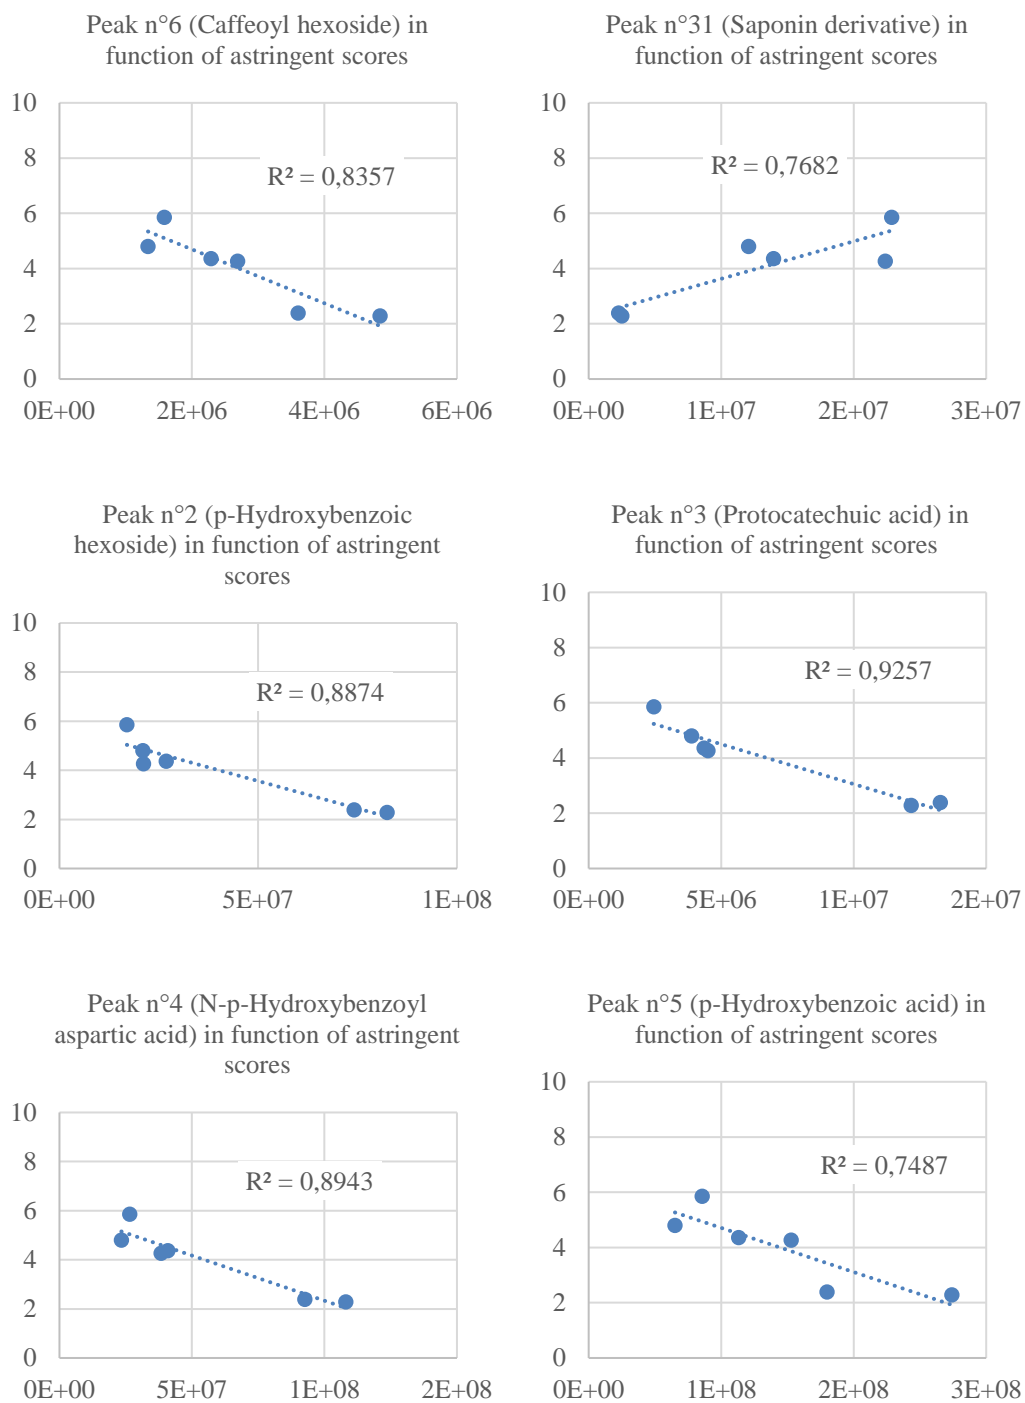 Peak n°6 (Caffeoyl hexoside) in
function of astringent scores
10
8
6
4
2
0
R² = 0,8357
0E+00 2E+06 4E+06 6E+06
Peak n°31 (Saponin derivative) in
function of astringent scores
10
8
6
4
2
0
R² = 0,7682
0E+00 1E+07 2E+07 3E+07
Peak n°2 (p-Hydroxybenzoic
hexoside) in function of astringent
scores
10
8
6
4
2
0
R² = 0,8874
0E+00 5E+07 1E+08
Peak n°3 (Protocatechuic acid) in
function of astringent scores
10
8
6
4
2
0
R² = 0,9257
0E+00 5E+06 1E+07 2E+07
Peak n°4 (N-p-Hydroxybenzoyl
aspartic acid) in function of astringent
scores
10
8
6
4
2
0
R² = 0,8943
0E+00 5E+07 1E+08 2E+08
Peak n°5 (p-Hydroxybenzoic acid) in
function of astringent scores
10
8
6
4
2
0
R² = 0,7487
0E+00 1E+08 2E+08 3E+08